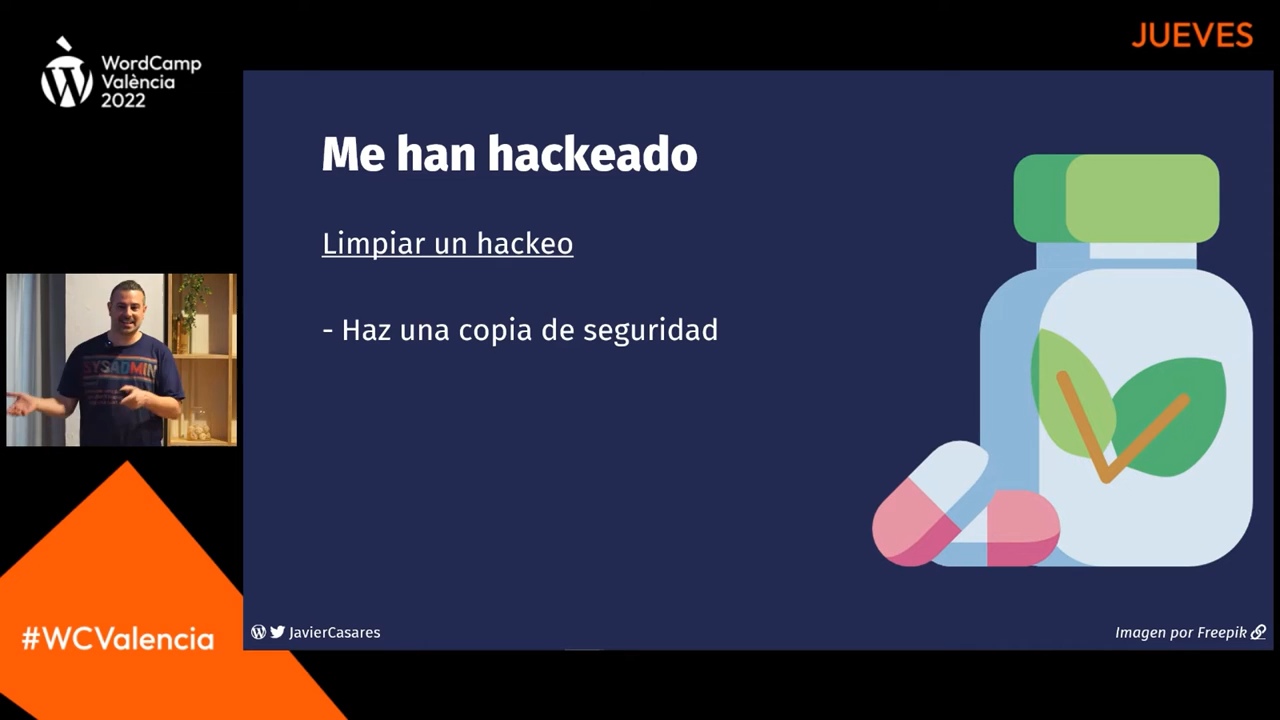 WordCamp
València
2022
JUEVES
Me han hackeado
Limpiar un hackeo
- Haz una copia de seguridad
SYSADMIN
#WCValencia
JavierCasares
Imagen por Freepik